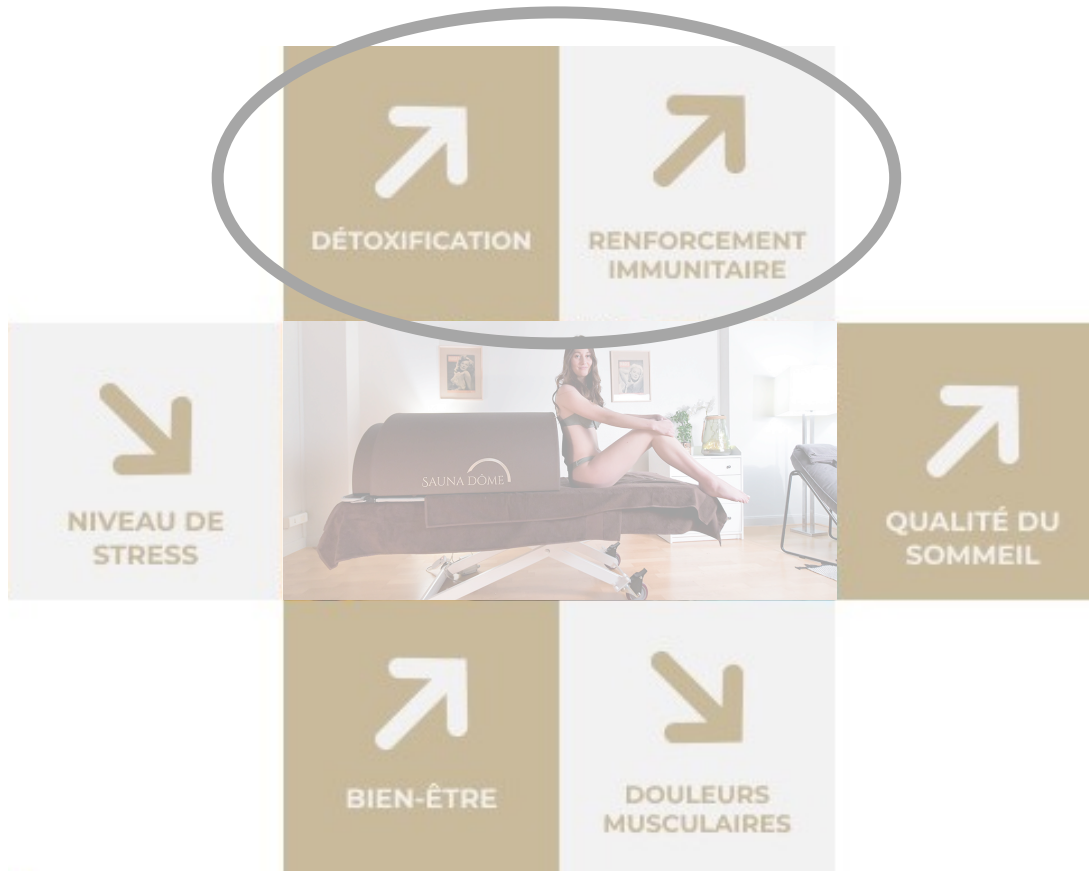 DÉTOXIFICATION
RENFORCEMENT
IMMUNITAIRE
NIVEAU DE
STRESS
SAUNA DÔME
QUALITÉ DU
SOMMEIL
BIEN-ÊTRE
DOULEURS
MUSCULAIRES